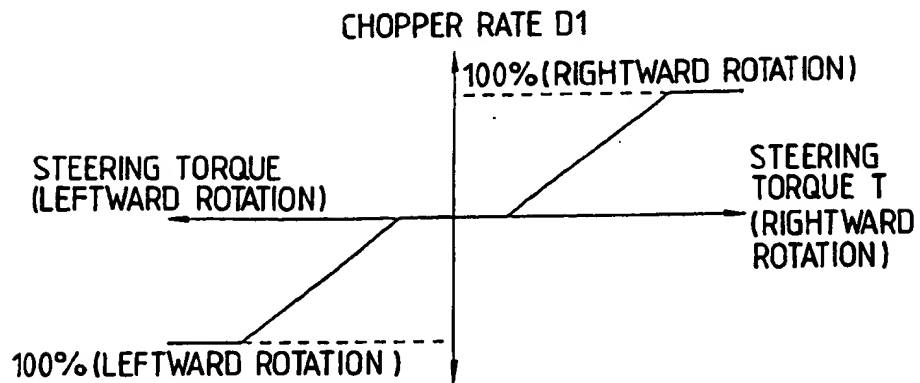 CHOPPER RATE D1
100% (RIGHTWARD ROTATION)
STEERING TORQUE
(LEFTWARD ROTATION)
STEERING
TORQUE T
(RIGHTWARD
ROTATION)
100% (LEFTWARD ROTATION)